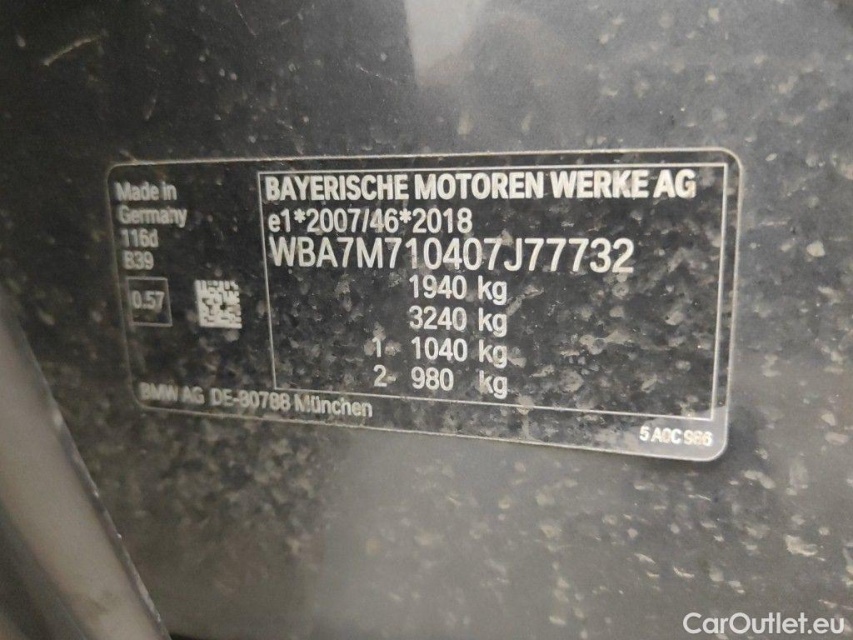 Made in
Germany
116d
B39
0.57
BMW AG DE-80788 München
BAYERISCHE MOTOREN WERKE AG
e1*2007/46*2018
WBA7M710407J77732
1940 kg
3240 kg
1- 1040 kg
2- 980 kg
5 A0C 986
CarOutlet.eu